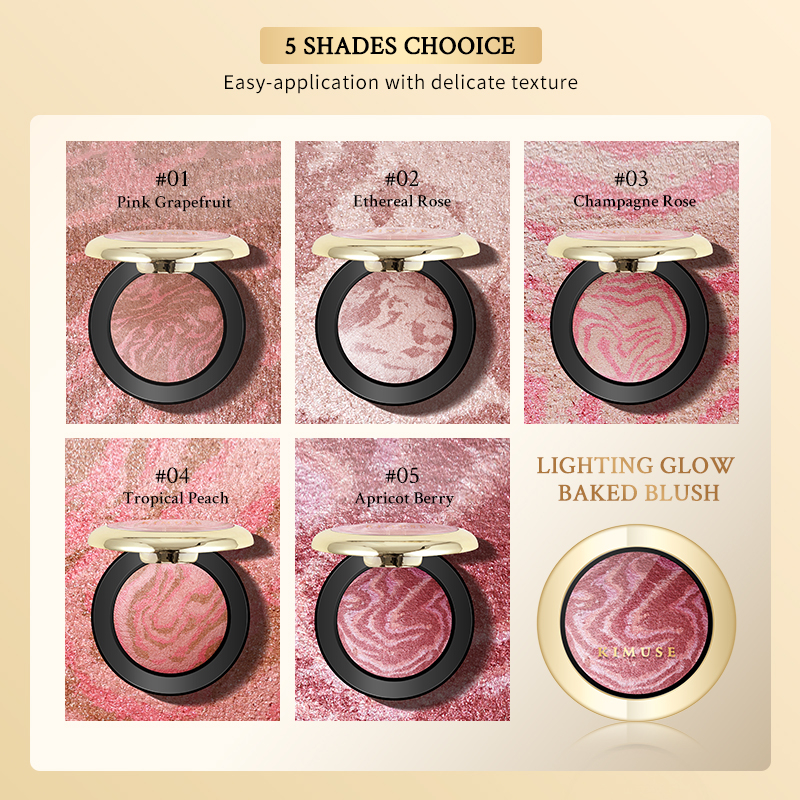 5 SHADES CHOOICE
Easy-application with delicate texture
#01
Pink Grapefruit
#02
Ethereal Rose
#03
Champagne Rose
#04
Tropical Peach
#05
Apricot Berry
LIGHTING GLOW
BAKED BLUSH
RIMUSE